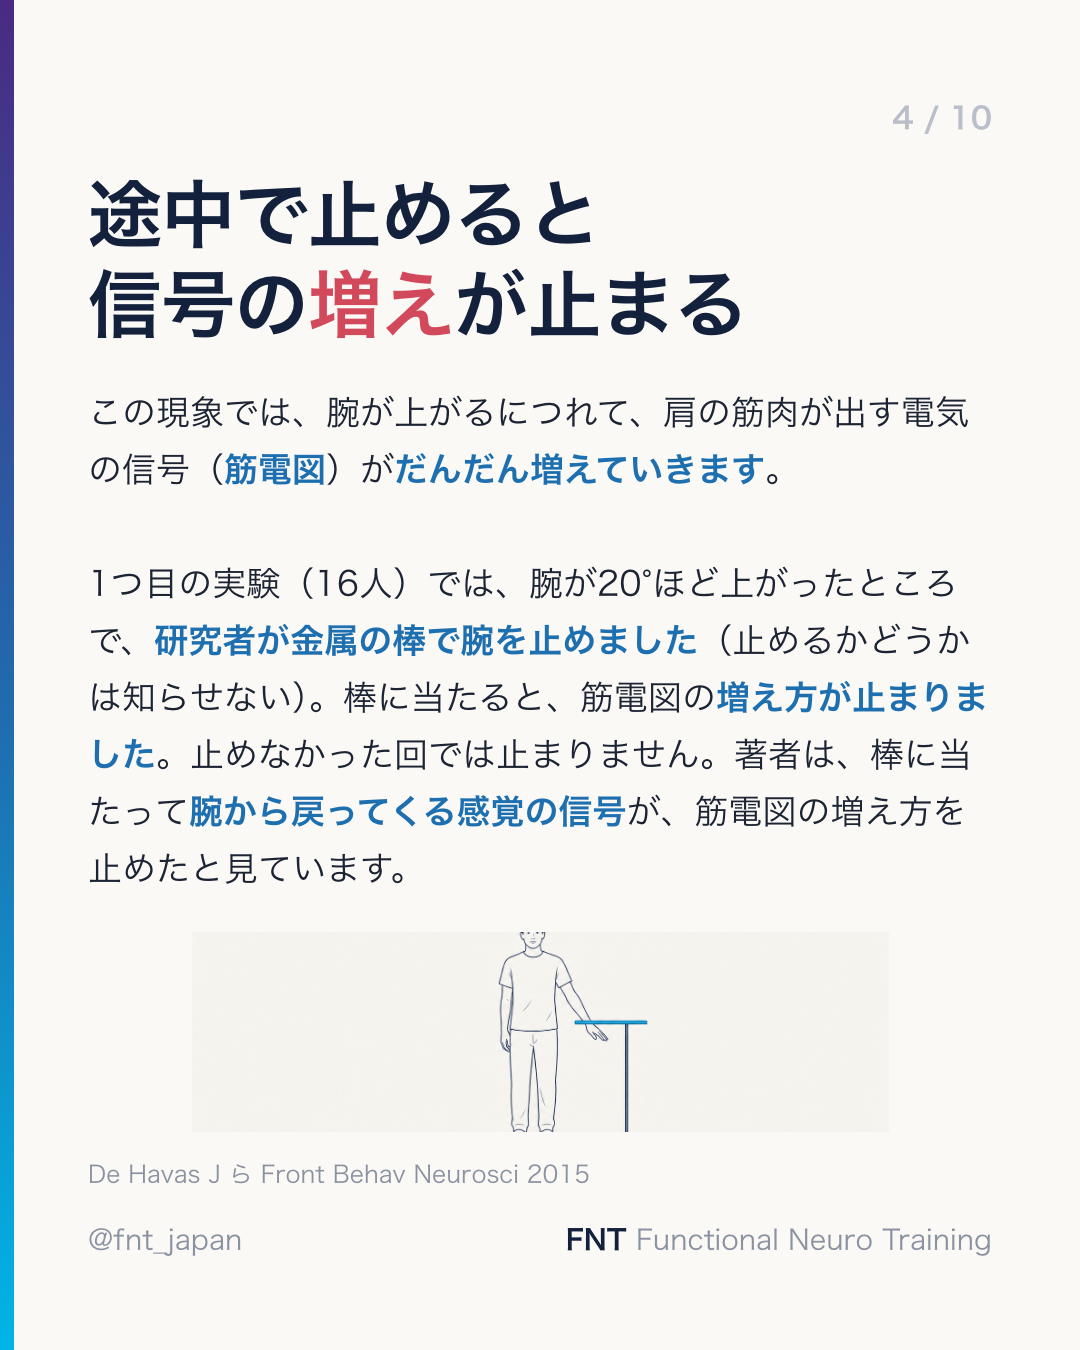 4 / 10
途中で止めると
信号の増えが止まる
この現象では、腕が上がるにつれて、肩の筋肉が出す電気
の信号（筋電図）がだんだん増えていきます。
1つ目の実験（16人）では、腕が20°ほど上がったところ
で、研究者が金属の棒で腕を止めました（止めるかどうか
は知らせない）。棒に当たると、筋電図の増え方が止まりま
した。止めなかった回では止まりません。著者は、棒に当
たって腕から戻ってくる感覚の信号が、筋電図の増え方を
止めたと見ています。
De Havas J ら Front Behav Neurosci 2015
@fnt_japan
FNT Functional Neuro Training